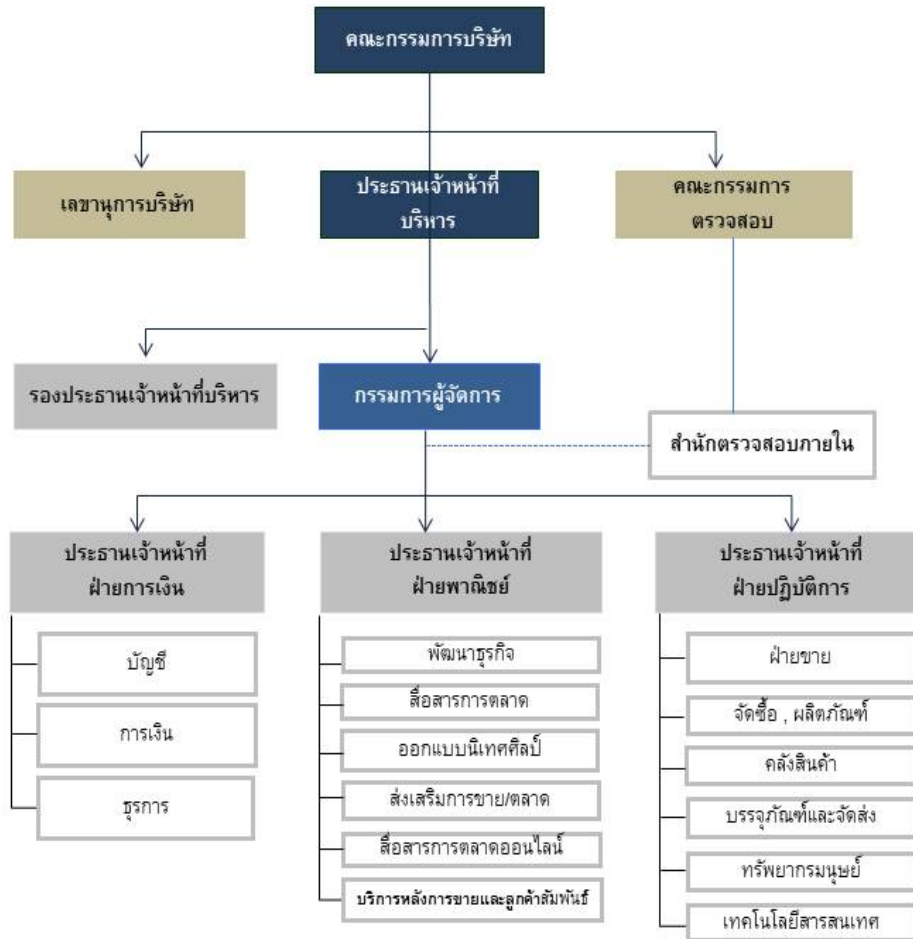 คณะกรรมการบริษัท
เลขานุการบริษัท
ประธานเจ้าหน้าที่
บริหาร
คณะกรรมการ
ตรวจสอบ
รองประธานเจ้าหน้าที่บริหาร
กรรมการผู้จัดการ
สำนักตรวจสอบภายใน
ประธานเจ้าหน้าที่
ฝ่ายการเงิน
บัญชี
การเงิน
ธุรการ
ประธานเจ้าหน้าที่
ฝ่ายพาณิชย์
พัฒนาธุรกิจ
สื่อสารการตลาด
ออกแบบนิเทศศิลป์
ส่งเสริมการขาย/ตลาด
สื่อสารการตลาดออนไลน์
บริการหลังการขายและลูกค้าสัมพันธ์
ประธานเจ้าหน้าที่
ฝ่ายปฏิบัติการ
ฝ่ายขาย
จัดซื้อ , ผลิตภัณฑ์
คลังสินค้า
บรรจุภัณฑ์และจัดส่ง
ทรัพยากรมนุษย์
เทคโนโลยีสารสนเทศ